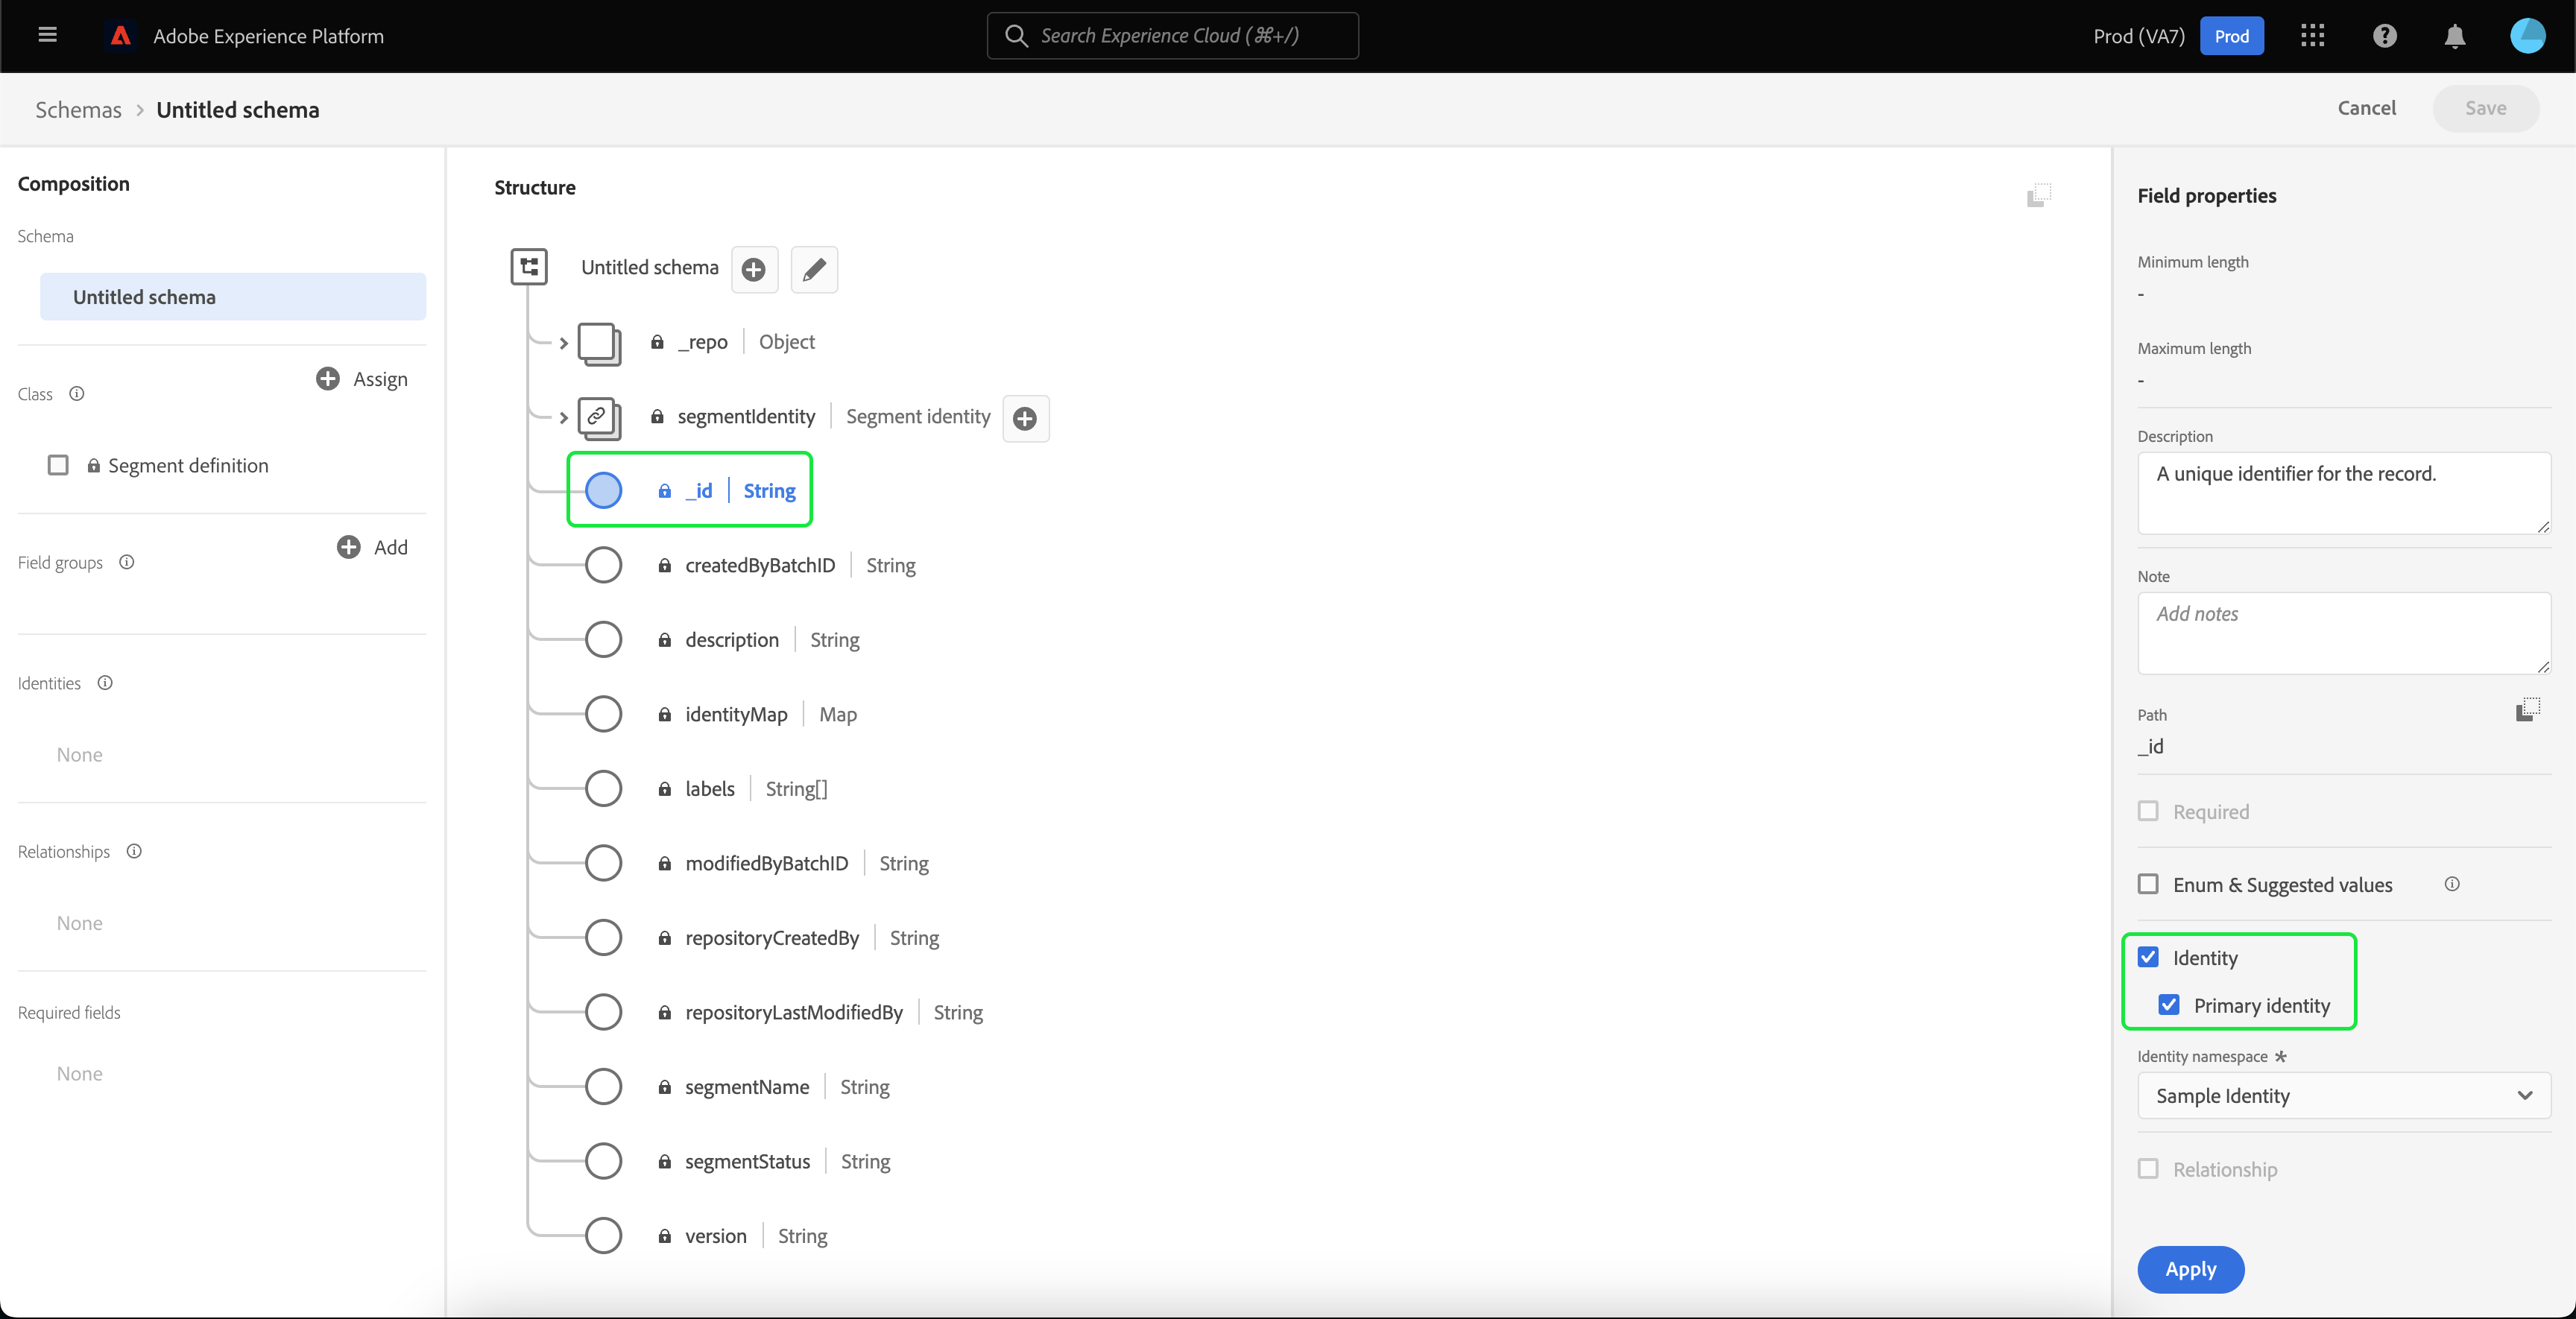 Adobe Experience Platform
Search Experience Cloud (⌘+/)
Prod (VA7)
Prod
Schemas > Untitled schema
Cancel
Save
Composition
Schema
Untitled schema
Class
Assign
Segment definition
Field groups
Add
Identities
None
Relationships
None
Required fields
None
Structure
Untitled schema
_repo | Object
segmentIdentity | Segment identity
_id | String
createdByBatchID | String
description | String
identityMap | Map
labels | String[]
modifiedByBatchID | String
repositoryCreatedBy | String
repositoryLastModifiedBy | String
segmentName | String
segmentStatus | String
version | String
Field properties
Minimum length
-
Maximum length
-
Description
A unique identifier for the record.
Note
Add notes
Path
_id
Required
Enum & Suggested values
Identity
Primary identity
Identity namespace *
Sample Identity
Relationship
Apply